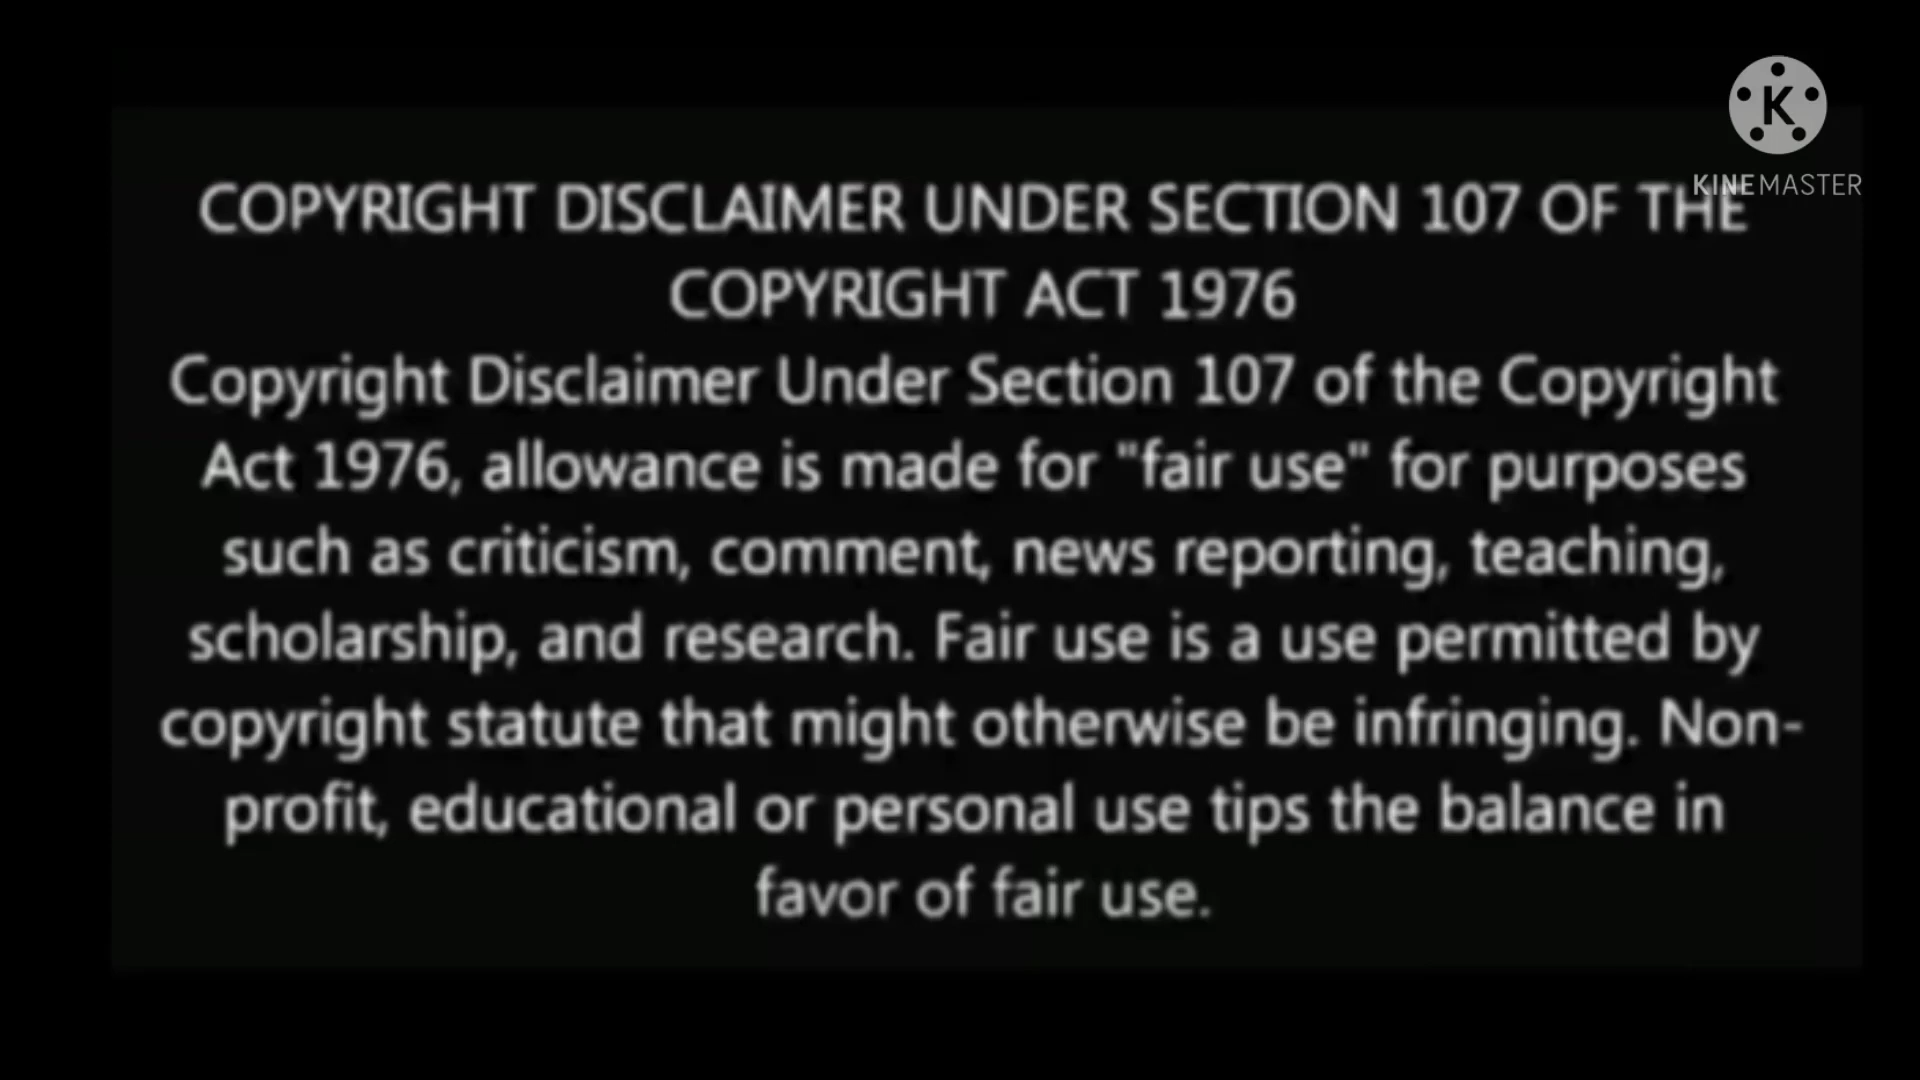 K
KINEMASTER
COPYRIGHT DISCLAIMER UNDER SECTION 107 OF THE
COPYRIGHT ACT 1976
Copyright Disclaimer Under Section 107 of the Copyright
Act 1976, allowance is made for "fair use" for purposes
such as criticism, comment, news reporting, teaching,
scholarship, and research. Fair use is a use permitted by
copyright statute that might otherwise be infringing. Non-
profit, educational or personal use tips the balance in
favor of fair use.